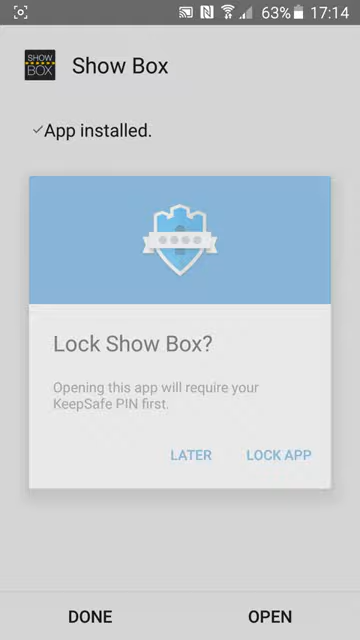 63% 17:14
SHOW
BOX
Show Box
App installed.
Lock Show Box?
Opening this app will require your
KeepSafe PIN first.
LATER LOCK APP
DONE OPEN